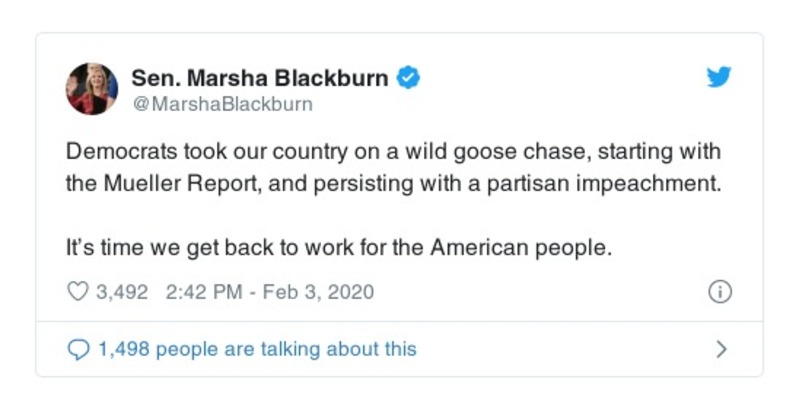 Sen. Marsha Blackburn
@MarshaBlackburn
Democrats took our country on a wild goose chase, starting with
the Mueller Report, and persisting with a partisan impeachment.
It’s time we get back to work for the American people.
3,492 2:42 PM - Feb 3, 2020
1,498 people are talking about this